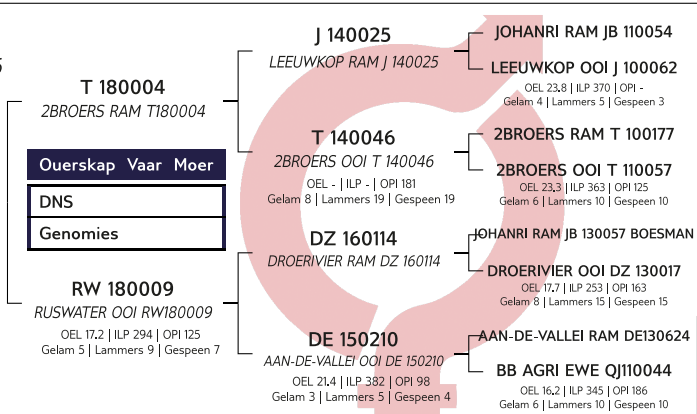 5
T 180004
2BROERS RAM T180004
Ouerskap Vaar Moer
DNS
Genomies
RW 180009
RUSWATER OOI RW180009
OEL 17.2 | ILP 294 | OPI 125
Gelam 5 | Lammers 9 | Gespeen 7
J 140025
LEEUWKOP RAM J 140025
T 140046
2BROERS OOI T 140046
OEL - | ILP - | OPI 181
Gelam 8 | Lammers 19 | Gespeen 19
DZ 160114
DROERIVIER RAM DZ 160114
DE 150210
AAN-DE-VALLEI OOI DE 150210
OEL 21.4 | ILP 382 | OPI 98
Gelam 3 | Lammers 5 | Gespeen 4
JOHANRI RAM JB 110054
LEEUWKOP OOI J 100062
OEL 23.8 | ILP 370 | OPI -
Gelam 4 | Lammers 5 | Gespeen 3
2BROERS RAM T 100177
2BROERS OOI T 110057
OEL 23,3 | ILP 363 | OPI 125
Gelam 6 | Lammers 10 | Gespeen 10
JOHANRI RAM JB 130057 BOESMAN
DROERIVIER OOI DZ 130017
OEL 17.7 | ILP 253 | OPI 163
Gelam 8 | Lammers 15 | Gespeen 15
AAN-DE-VALLEI RAM DE130624
BB AGRI EWE QJ110044
OEL 16.2 | ILP 345 | OPI 186
Gelam 6 | Lammers 10 | Gespeen 10